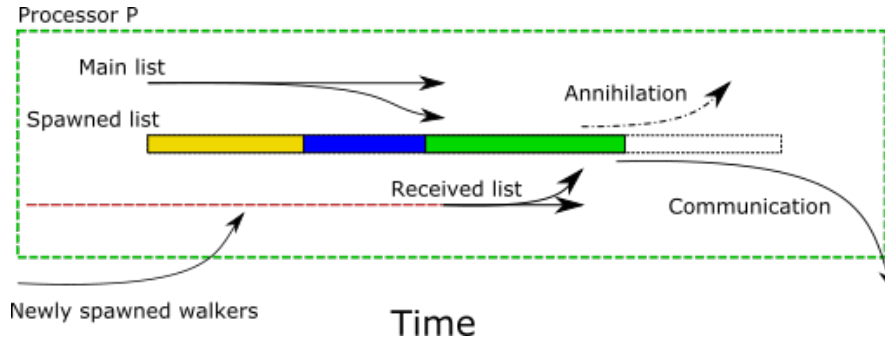 Processor P
Main list
Annihilation
Spawned list
Received list
Communication
Newly spawned walkers
Time